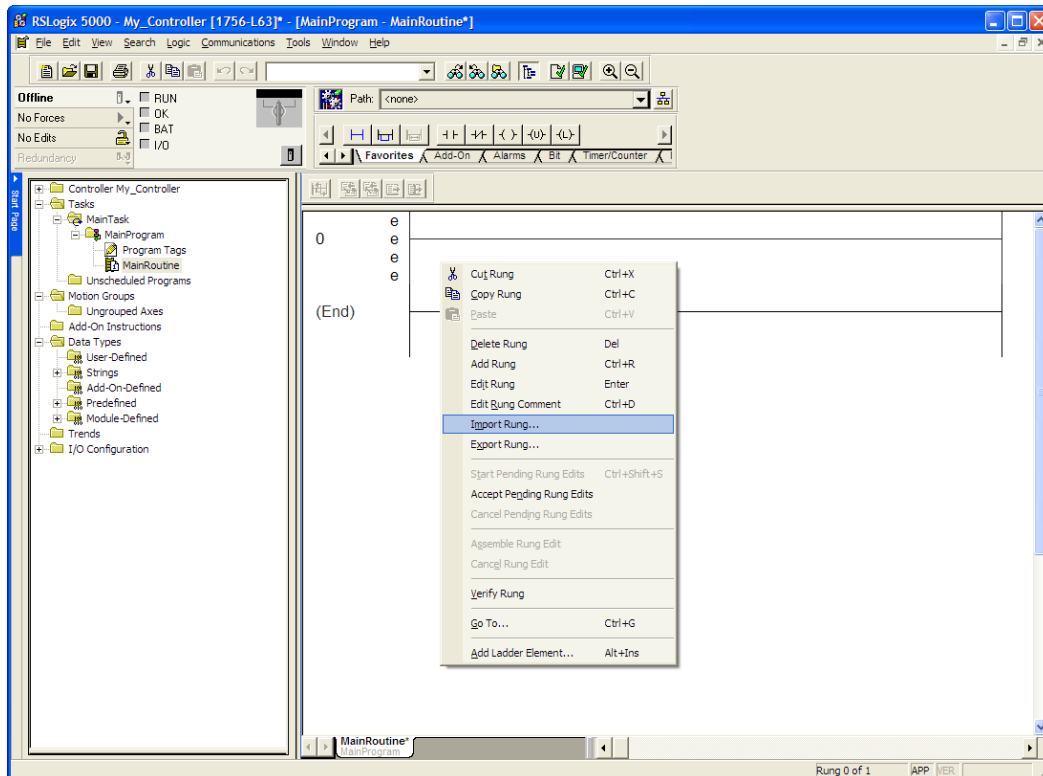 RSLogix 5000 - My_Controller [1756-L63]* - [MainProgram - MainRoutine*]
File Edit View Search Logic Communications Tools Window Help
Offline
RUN
No Forces
OK
No Edits
BAT
Redundancy
I/O
Path: <none>
Favorites Add-On Alarms Bit Timer/Counter
Start Page
Controller My_Controller
Tasks
MainTask
MainProgram
Program Tags
MainRoutine
Unscheduled Programs
Motion Groups
Ungrouped Axes
Add-On Instructions
Data Types
User-Defined
Strings
Add-On-Defined
Predefined
Module-Defined
Trends
I/O Configuration
e
0 e
e
e
(End)
Cut Rung Ctrl+X
Copy Rung Ctrl+C
Paste Ctrl+V
Delete Rung Del
Add Rung Ctrl+R
Edit Rung Enter
Edit Rung Comment Ctrl+D
Import Rung...
Export Rung...
Start Pending Rung Edits Ctrl+Shift+S
Accept Pending Rung Edits
Cancel Pending Rung Edits
Assemble Rung Edit
Cancel Rung Edit
Verify Rung
Go To... Ctrl+G
Add Ladder Element... Alt+Ins
MainRoutine*
MainProgram
Rung 0 of 1 APP VER